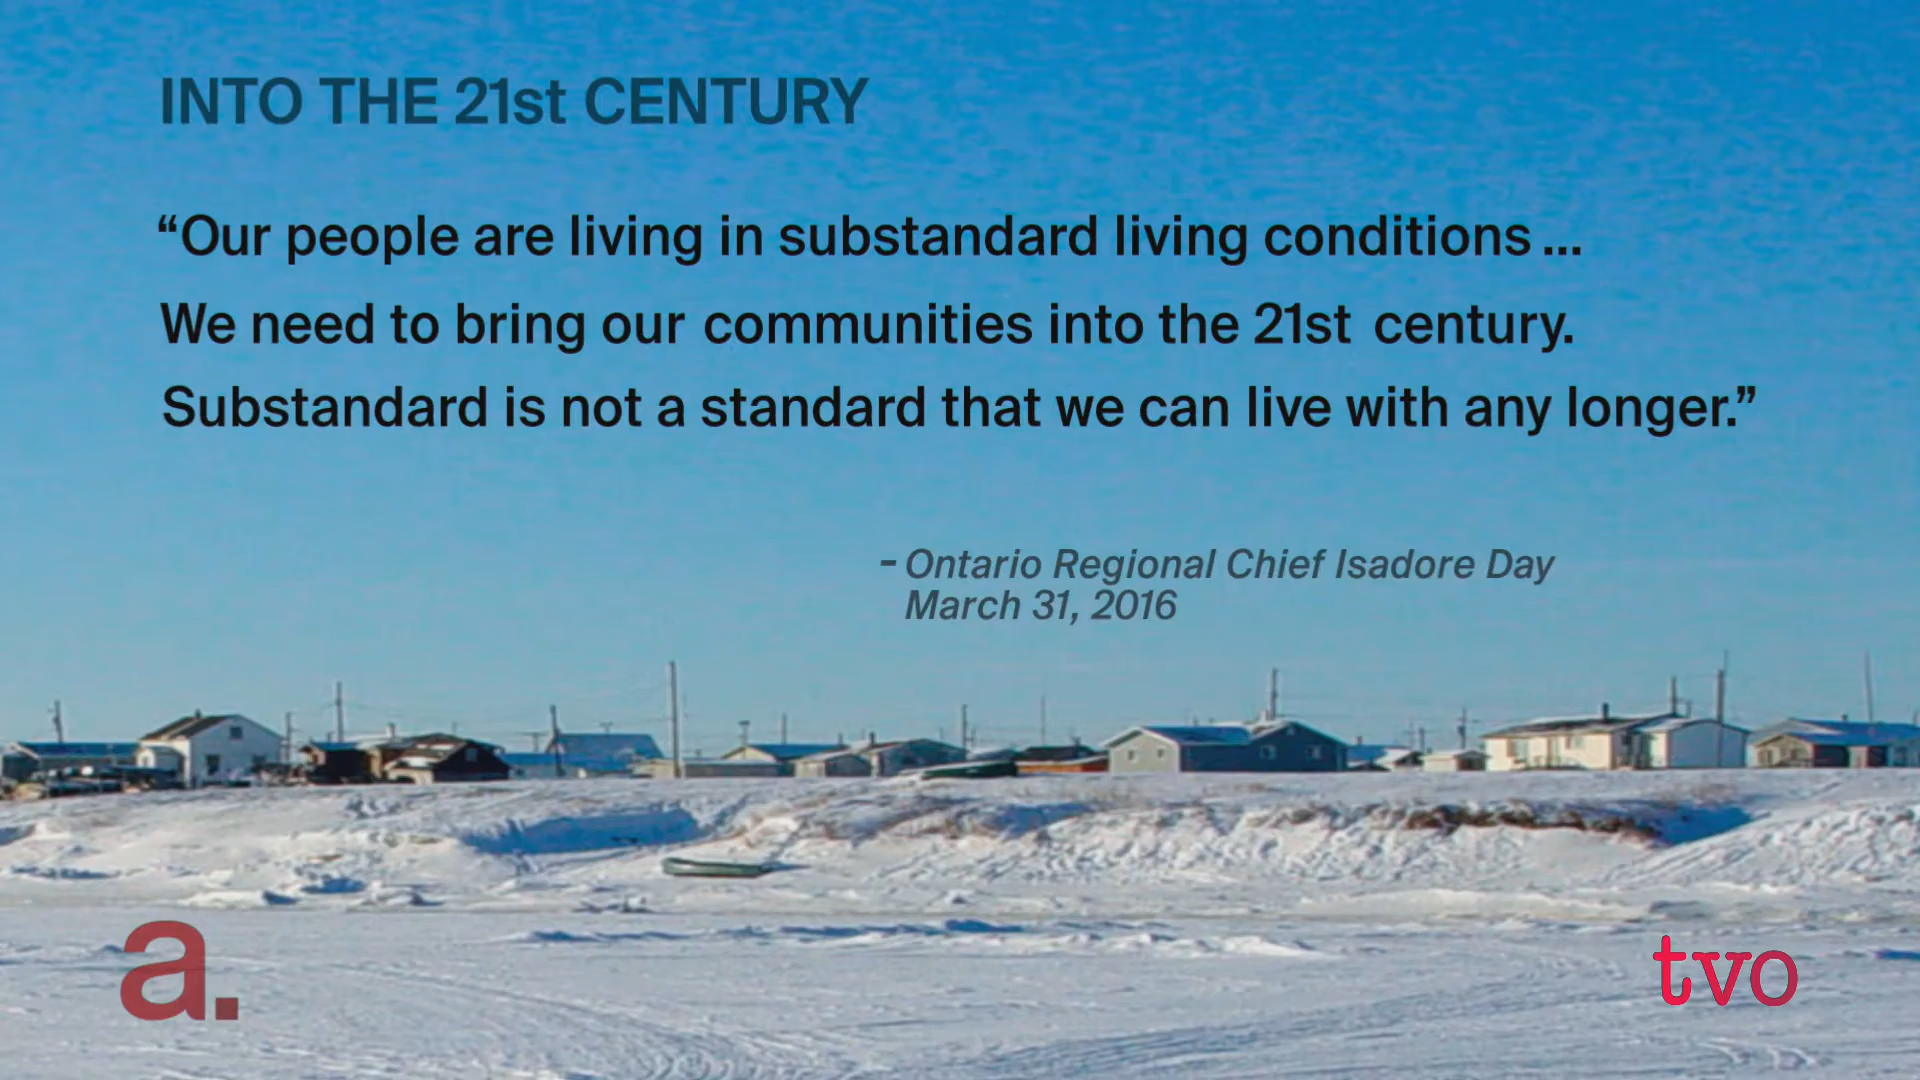 INTO THE 21st CENTURY
“Our people are living in substandard living conditions ...
We need to bring our communities into the 21st century.
Substandard is not a standard that we can live with any longer.”
- Ontario Regional Chief Isadore Day
March 31, 2016
a.
tvo